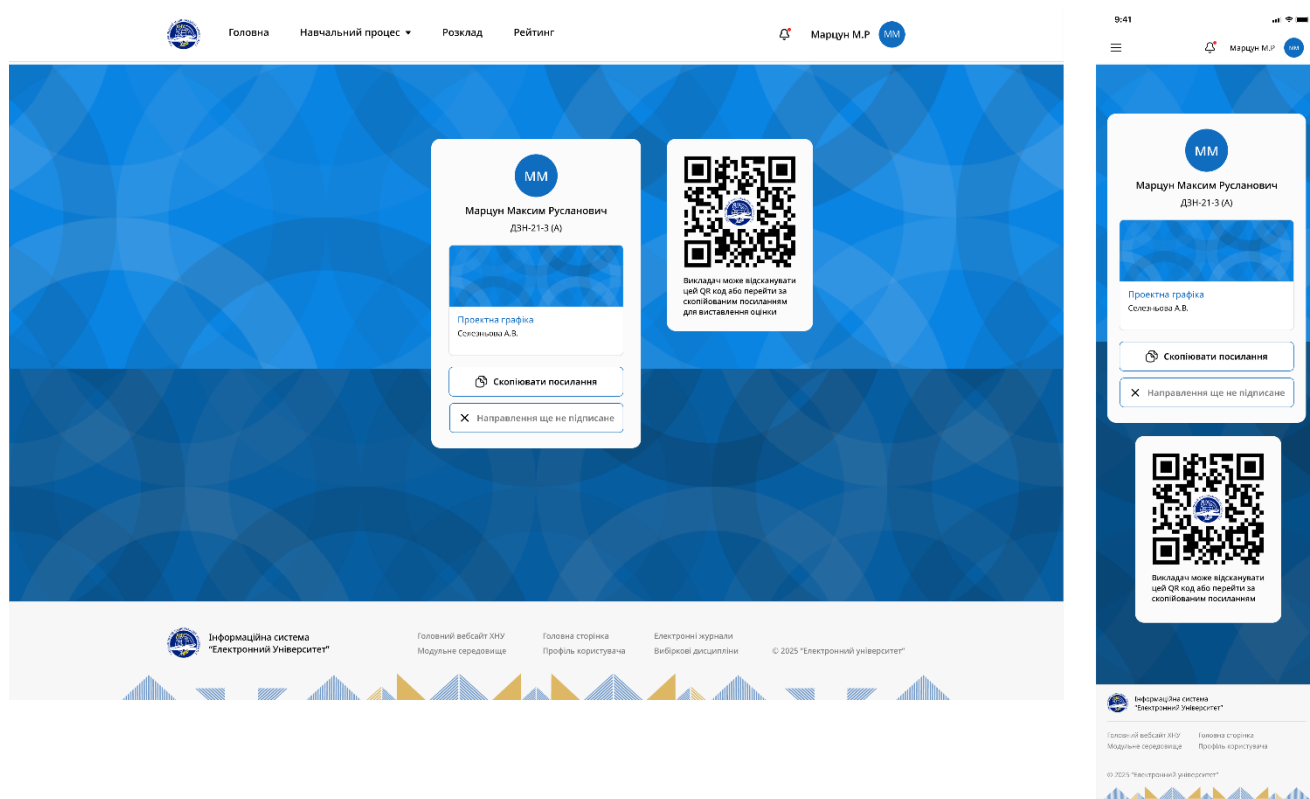 Головна Навчальний процес Розклад Рейтинг Марцун М.Р ММ
ММ
Марцун Максим Русланович
ДЗН-21-3 (А)
Проектна графіка
Селезньова А.В.
Скопіювати посилання
Направлення ще не підписане
Викладач може відсканувати
цей QR код або перейти за
скопійованим посиланням
для виставлення оцінки
Інформаційна система
"Електронний Університет"
Головний вебсайт ХНУ Головна сторінка Електронні журнали
Модульне середовище Профіль користувача Вибіркові дисципліни © 2025 "Електронний університет"
9:41
Марцун М.Р ММ
ММ
Марцун Максим Русланович
ДЗН-21-3 (А)
Проектна графіка
Селезньова А.В.
Скопіювати посилання
Направлення ще не підписане
Викладач може відсканувати
цей QR код або перейти за
скопійованим посиланням
Інформаційна система
"Електронний Університет"
Головний вебсайт ХНУ Головна сторінка
Модульне середовище Профіль користувача
© 2025 "Електронний університет"